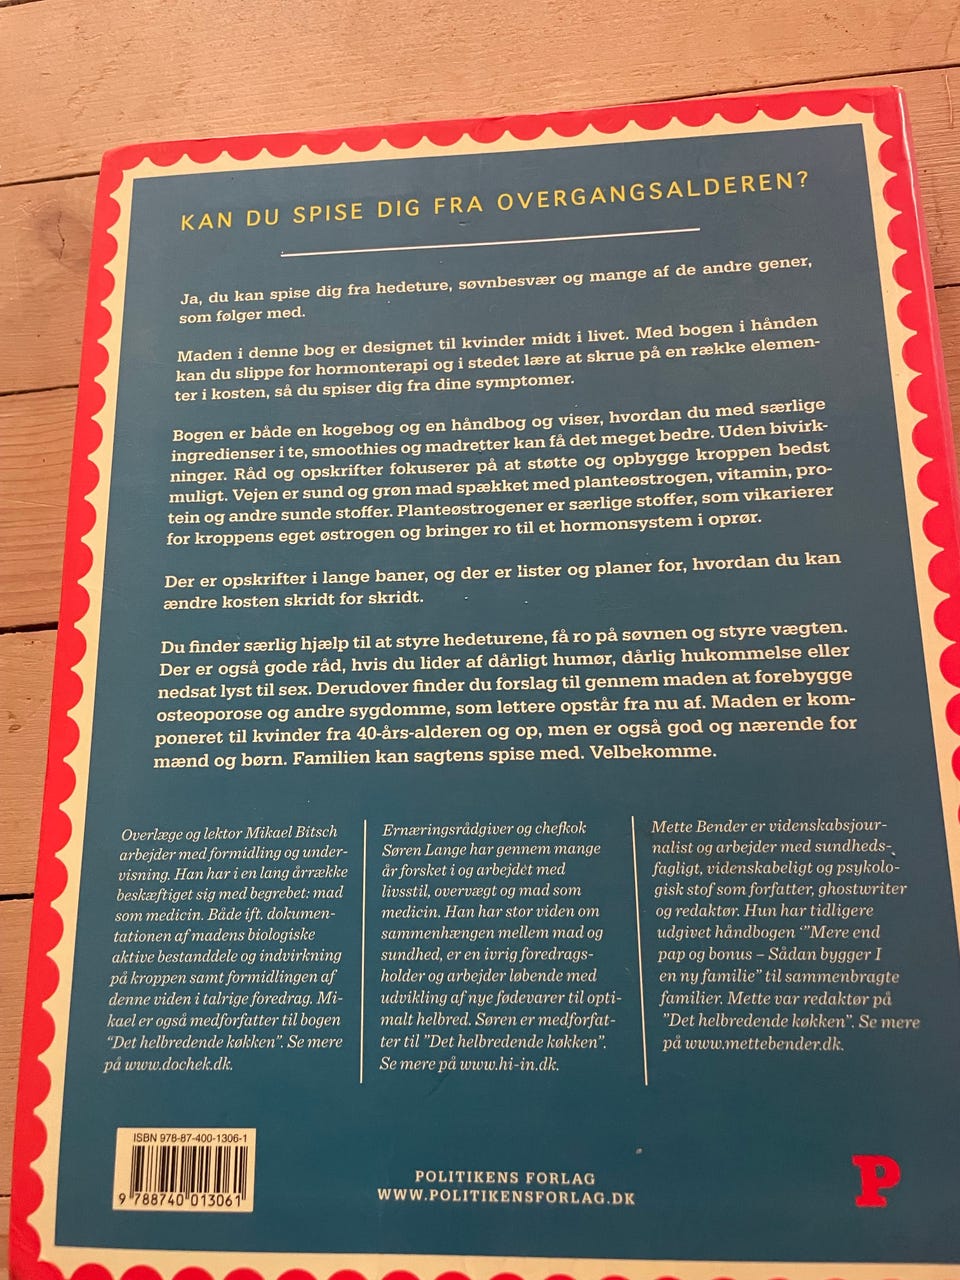 KAN DU SPISE DIG FRA OVERGANGSALDEREN?
Ja, du kan spise dig fra hedeture, søvnbesvær og mange af de andre gener,
som følger med.
Maden i denne bog er designet til kvinder midt i livet. Med bogen i hånden
kan du slippe for hormonterapi og i stedet lære at skrue på en række elemen-
ter i kosten, så du spiser dig fra dine symptomer.
Bogen er både en kogebog og en håndbog og viser, hvordan du med særlige
ingredienser i te, smoothies og madretter kan få det meget bedre. Uden bivirk-
ninger. Råd og opskrifter fokuserer på at støtte og opbygge kroppen bedst
muligt. Vejen er sund og grøn mad spækket med planteøstrogen, vitamin, pro-
tein og andre sunde stoffer. Planteøstrogener er særlige stoffer, som vikarierer
for kroppens eget østrogen og bringer ro til et hormonsystem i oprør.
Der er opskrifter i lange baner, og der er lister og planer for, hvordan du kan
ændre kosten skridt for skridt.
Du finder særlig hjælp til at styre hedeturene, få ro på søvnen og styre vægten.
Der er også gode råd, hvis du lider af dårligt humør, dårlig hukommelse eller
nedsat lyst til sex. Derudover finder du forslag til gennem maden at forebygge
osteoporose og andre sygdomme, som lettere opstår fra nu af. Maden er kom-
poneret til kvinder fra 40-års-alderen og op, men er også god og nærende for
mænd og børn. Familien kan sagtens spise med. Velbekomme.
Overlæge og lektor Mikael Bitsch
arbejder med formidling og under-
visning. Han har i en lang årrække
beskæftiget sig med begrebet: mad
som medicin. Både ift. dokumen-
tationen af madens biologiske
aktive bestanddele og indvirkning
på kroppen samt formidlingen af
denne viden i talrige foredrag. Mi-
kael er også medforfatter til bogen
"Det helbredende køkken". Se mere
på www.dochek.dk.
Ernæringsrådgiver og chefkok
Søren Lange har gennem mange
år forsket i og arbejdet med
livsstil, overvægt og mad som
medicin. Han har stor viden om
sammenhængen mellem mad og
sundhed, er en ivrig foredrags-
holder og arbejder løbende med
udvikling af nye fødevarer til opti-
malt helbred. Søren er medforfat-
ter til "Det helbredende køkken".
Se mere på www.hi-in.dk.
Mette Bender er videnskabsjour-
nalist og arbejder med sundheds-
fagligt, videnskabeligt og psykolo-
gisk stof som forfatter, ghostwriter
og redaktør. Hun har tidligere
udgivet håndbogen '"Mere end
pap og bonus – Sådan bygger I
en ny familie" til sammenbragte
familier. Mette var redaktør på
"Det helbredende køkken". Se mere
på www.mettebender.dk.
ISBN 978-87-400-1306-1
9 788740 013061
POLITIKENS FORLAG
WWW.POLITIKENSFORLAG.DK
P